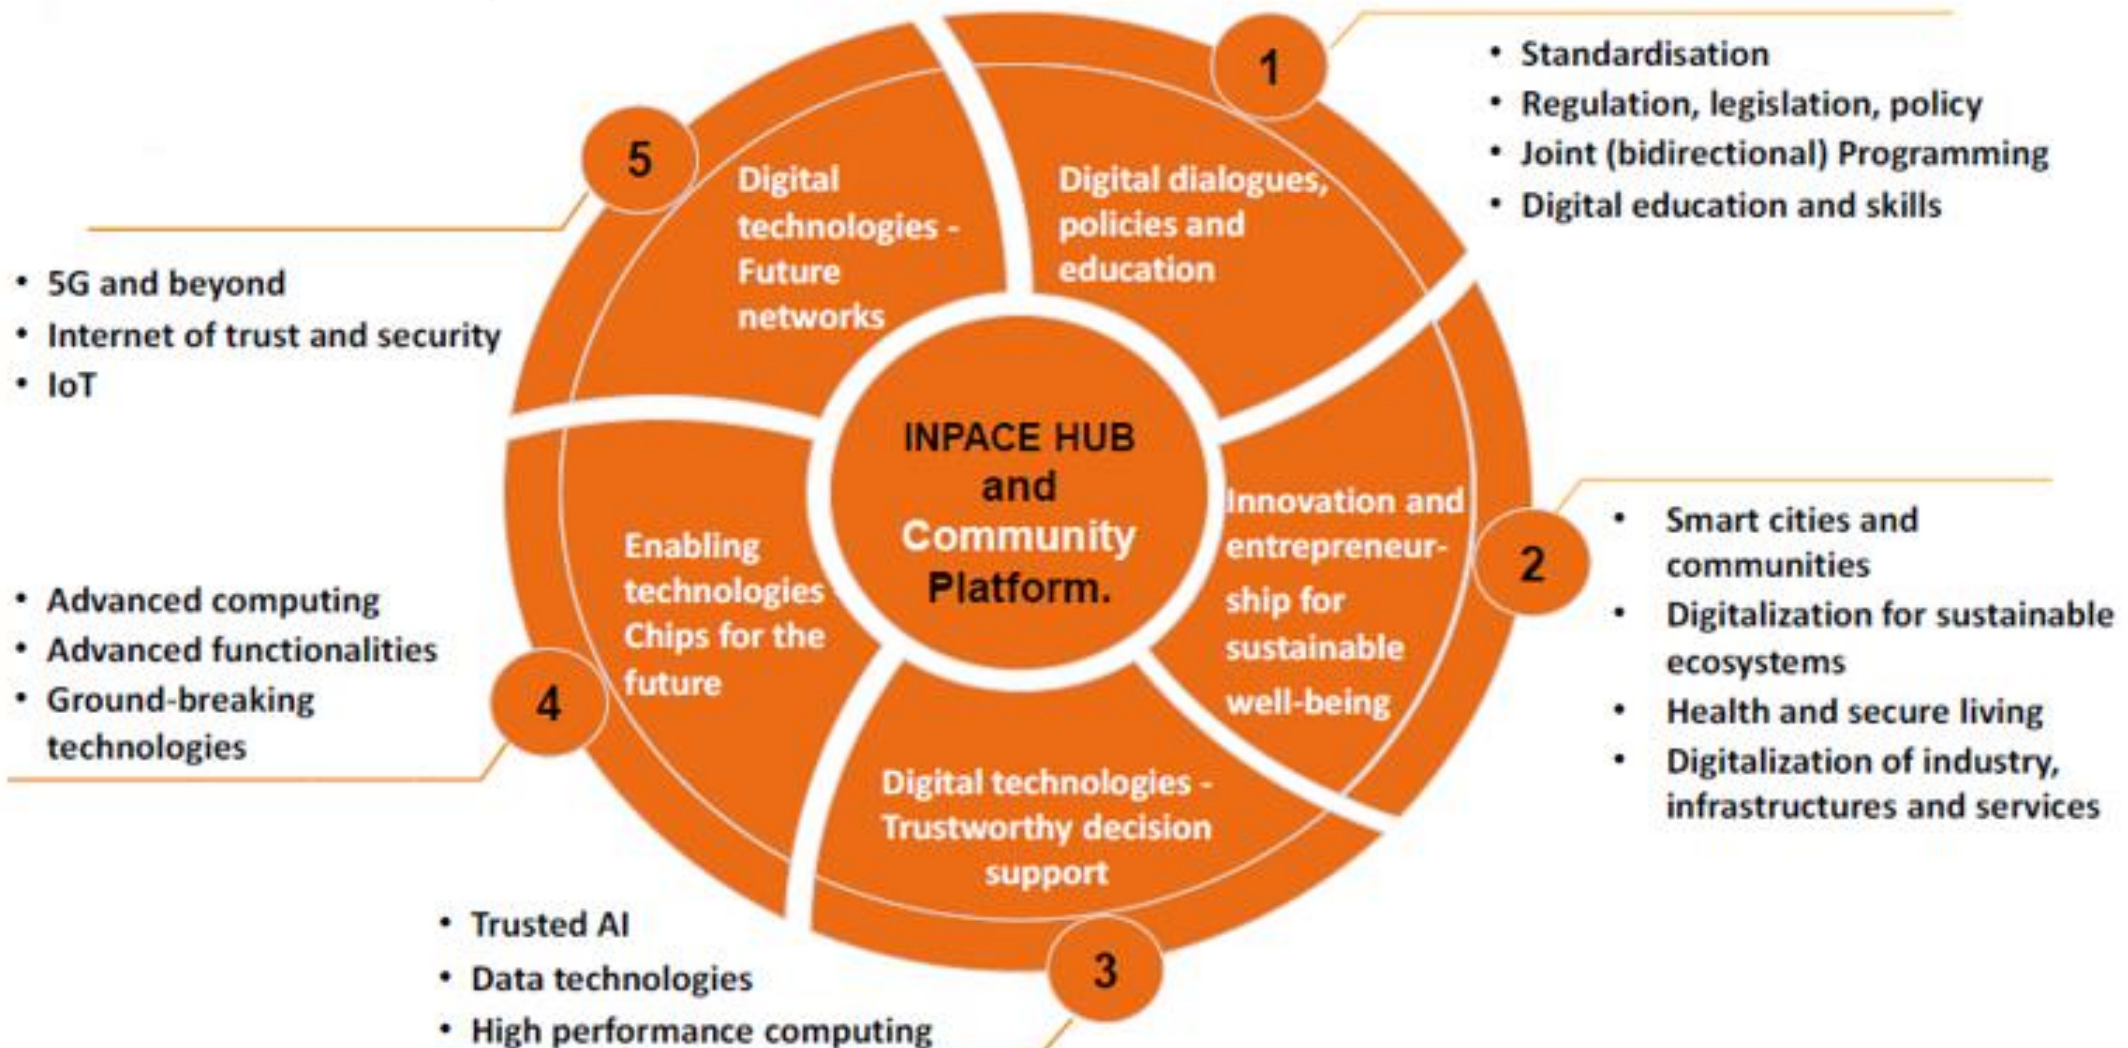 1
• Standardisation
• Regulation, legislation, policy
• Joint (bidirectional) Programming
• Digital education and skills
Digital dialogues,
policies and
education
5
Digital
technologies -
Future
networks
• 5G and beyond
• Internet of trust and security
• IoT
INPACE HUB
and
Community
Platform.
2
Innovation and
entrepreneur-
ship for
sustainable
well-being
• Smart cities and
communities
• Digitalization for sustainable
ecosystems
• Health and secure living
• Digitalization of industry,
infrastructures and services
4
Enabling
technologies
Chips for the
future
• Advanced computing
• Advanced functionalities
• Ground-breaking
technologies
3
Digital technologies -
Trustworthy decision
support
• Trusted AI
• Data technologies
• High performance computing